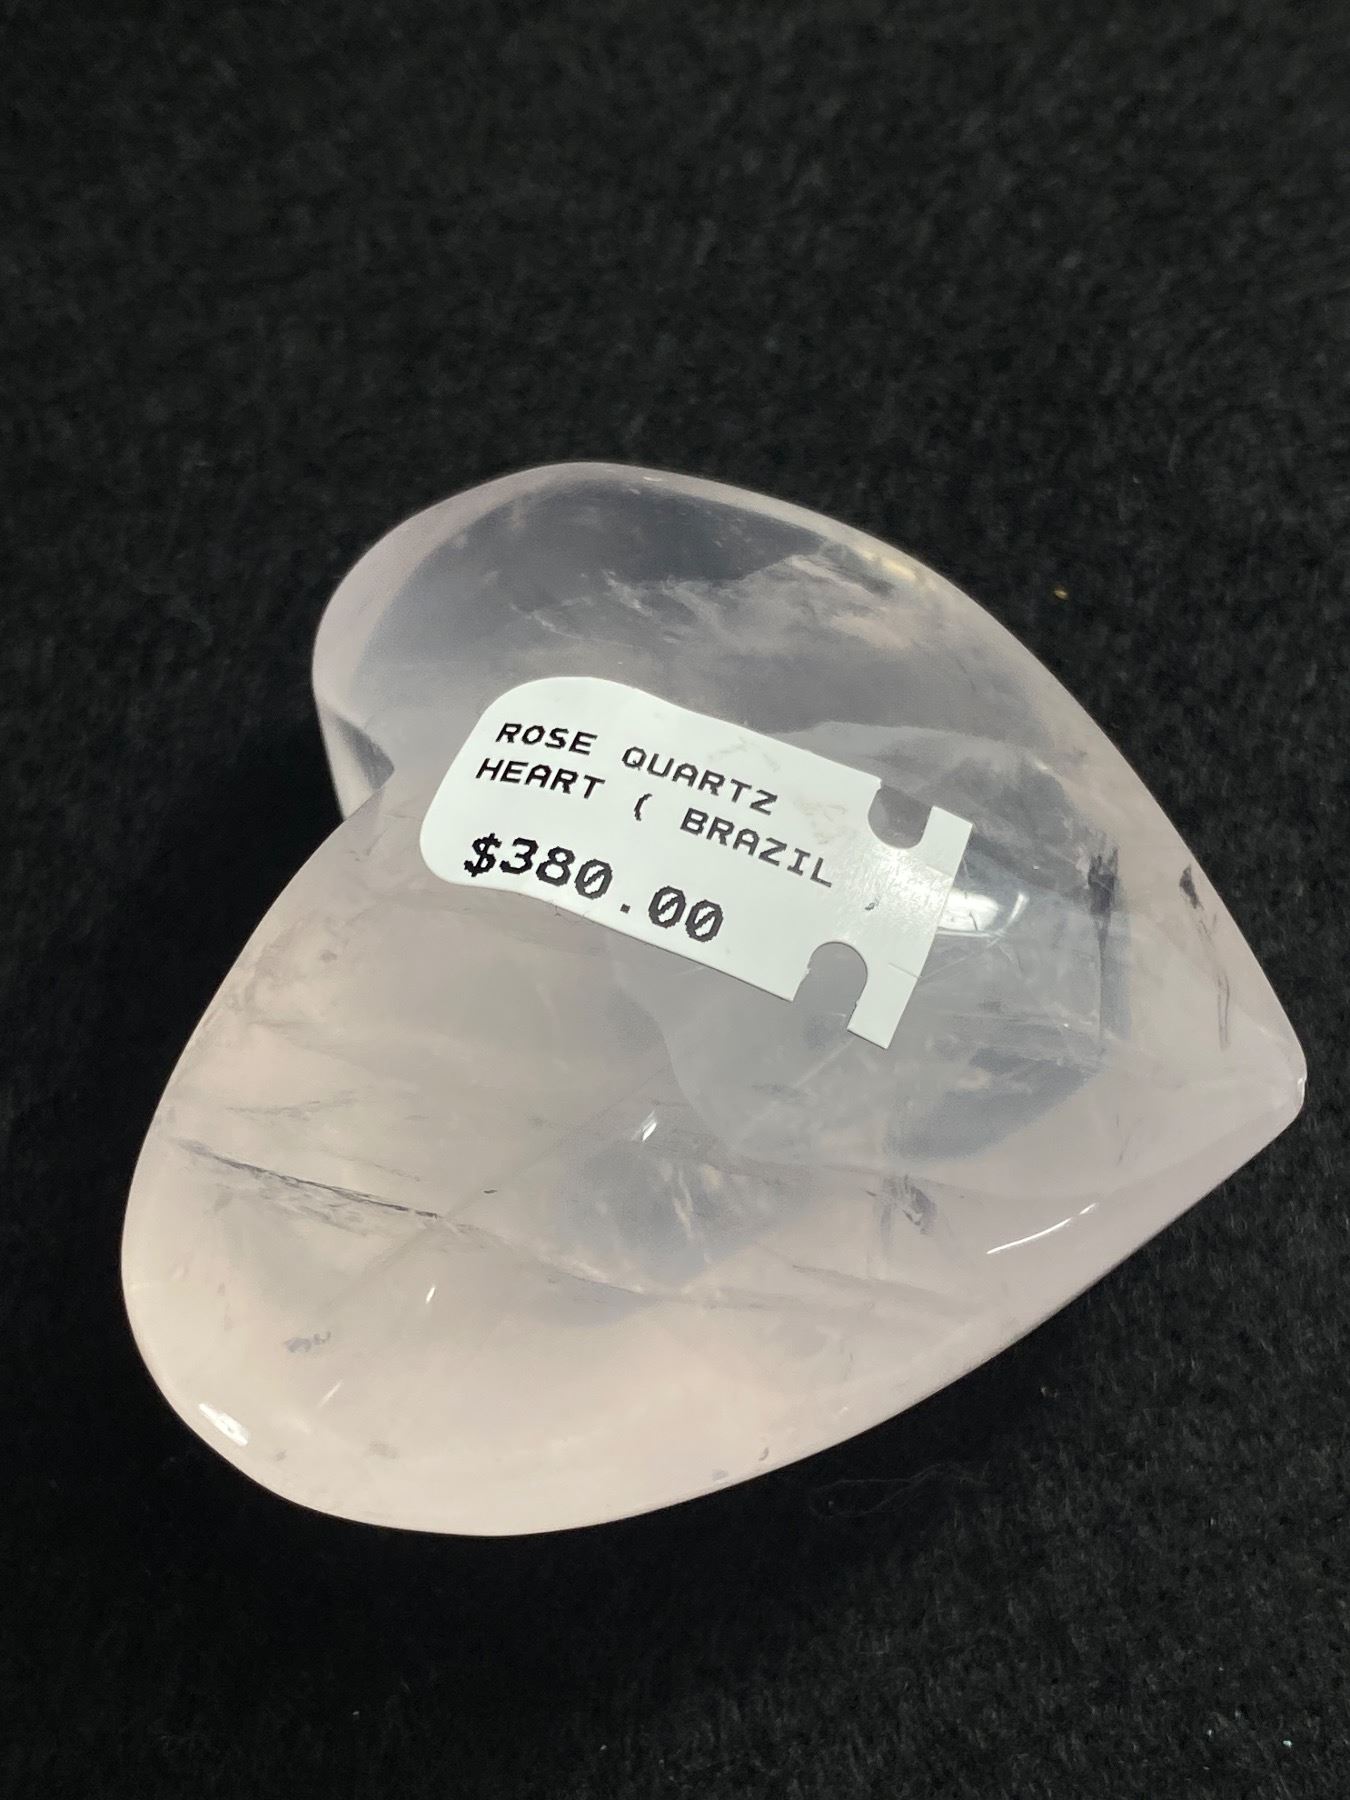 ROSE QUARTZ
HEART ( BRAZIL
$380.00